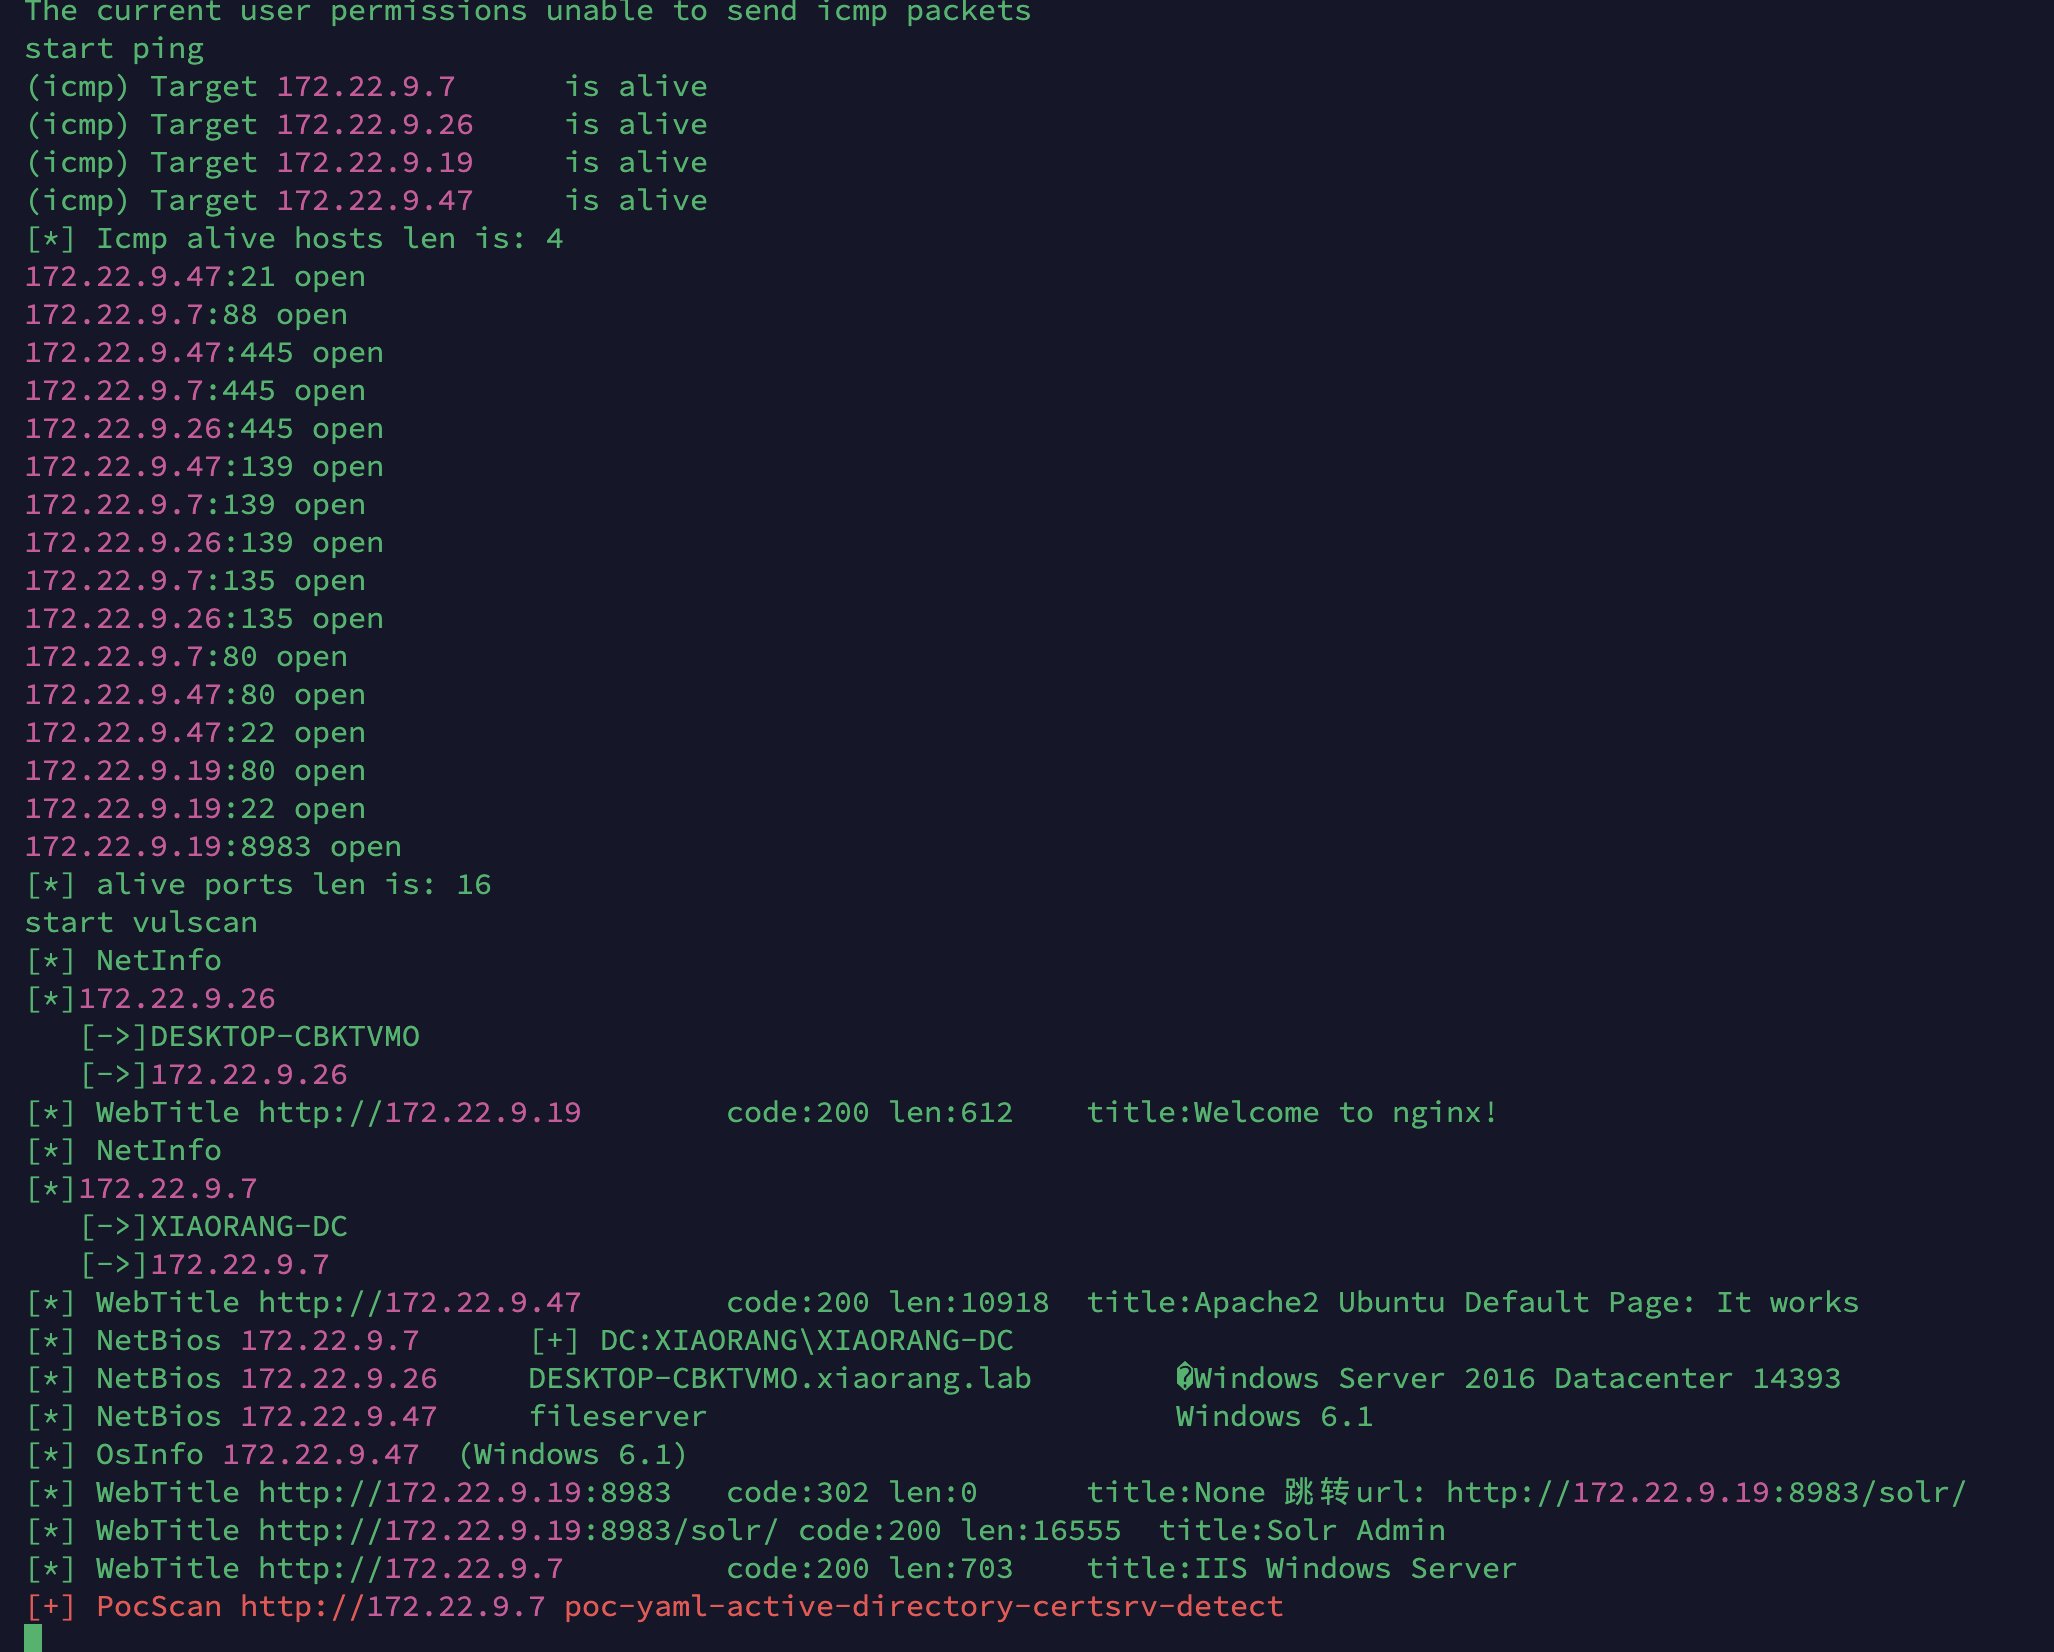 The current user permissions unable to send icmp packets
start ping
(icmp) Target 172.22.9.7      is alive
(icmp) Target 172.22.9.26     is alive
(icmp) Target 172.22.9.19     is alive
(icmp) Target 172.22.9.47     is alive
[*] Icmp alive hosts len is: 4
172.22.9.47:21 open
172.22.9.7:88 open
172.22.9.47:445 open
172.22.9.7:445 open
172.22.9.26:445 open
172.22.9.47:139 open
172.22.9.7:139 open
172.22.9.26:139 open
172.22.9.7:135 open
172.22.9.26:135 open
172.22.9.7:80 open
172.22.9.47:80 open
172.22.9.47:22 open
172.22.9.19:80 open
172.22.9.19:22 open
172.22.9.19:8983 open
[*] alive ports len is: 16
start vulscan
[*] NetInfo
[*]172.22.9.26
   [->]DESKTOP-CBKTVMO
   [->]172.22.9.26
[*] WebTitle http://172.22.9.19        code:200 len:612    title:Welcome to nginx!
[*] NetInfo
[*]172.22.9.7
   [->]XIAORANG-DC
   [->]172.22.9.7
[*] WebTitle http://172.22.9.47        code:200 len:10918  title:Apache2 Ubuntu Default Page: It works
[*] NetBios 172.22.9.7      [+] DC:XIAORANG\XIAORANG-DC
[*] NetBios 172.22.9.26     DESKTOP-CBKTVMO.xiaorang.lab        �Windows Server 2016 Datacenter 14393
[*] NetBios 172.22.9.47     fileserver                          Windows 6.1
[*] OsInfo 172.22.9.47  (Windows 6.1)
[*] WebTitle http://172.22.9.19:8983   code:302 len:0      title:None 跳转url: http://172.22.9.19:8983/solr/
[*] WebTitle http://172.22.9.19:8983/solr/ code:200 len:16555  title:Solr Admin
[*] WebTitle http://172.22.9.7         code:200 len:703    title:IIS Windows Server
[+] PocScan http://172.22.9.7 poc-yaml-active-directory-certsrv-detect